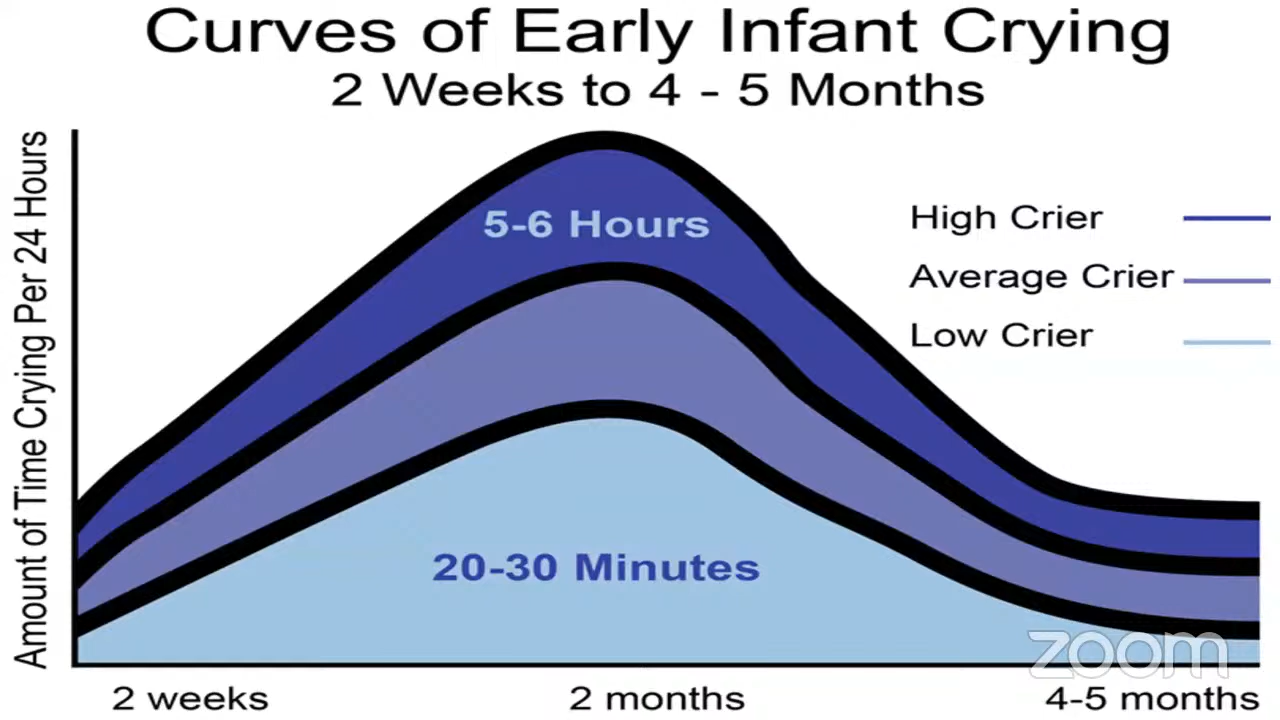 Curves of Early Infant Crying
2 Weeks to 4 - 5 Months
Amount of Time Crying Per 24 Hours
5-6 Hours
High Crier
Average Crier
Low Crier
20-30 Minutes
zoom
2 weeks
2 months
4-5 months